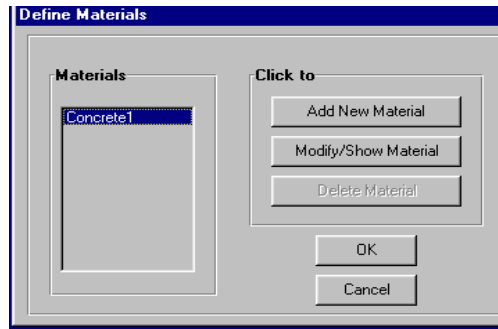 Define Materials
Materials
Concrete1
Click to
Add New Material
Modify/Show Material
Delete Material
OK
Cancel